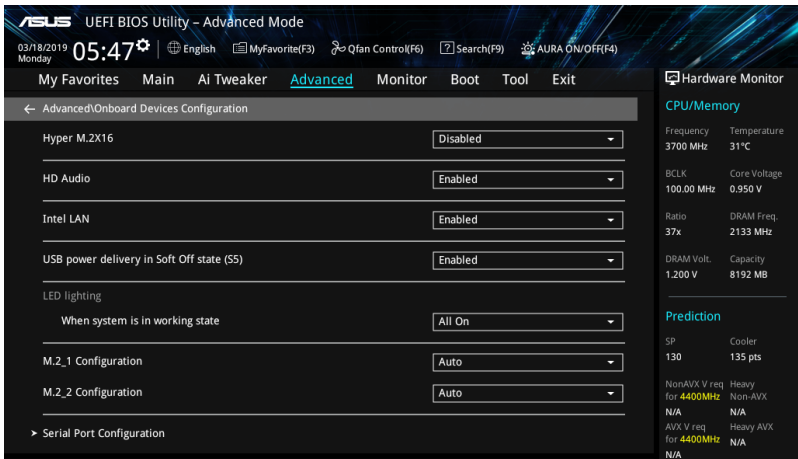 ASUS UEFI BIOS Utility – Advanced Mode
03/18/2019 Monday 05:47 English MyFavorite(F3) Qfan Control(F6) ? Search(F9) AURA ON/OFF(F4)
My Favorites Main Ai Tweaker Advanced Monitor Boot Tool Exit
← Advanced\Onboard Devices Configuration
Hyper M.2X16 Disabled
HD Audio Enabled
Intel LAN Enabled
USB power delivery in Soft Off state (S5) Enabled
LED lighting
When system is in working state All On
M.2_1 Configuration Auto
M.2_2 Configuration Auto
> Serial Port Configuration
Hardware Monitor
CPU/Memory
Frequency Temperature
3700 MHz 31°C
BCLK Core Voltage
100.00 MHz 0.950 V
Ratio DRAM Freq.
37x 2133 MHz
DRAM Volt. Capacity
1.200 V 8192 MB
Prediction
SP Cooler
130 135 pts
NonAVX V req Heavy
for 4400MHz Non-AVX
N/A N/A
AVX V req Heavy AVX
for 4400MHz N/A
N/A